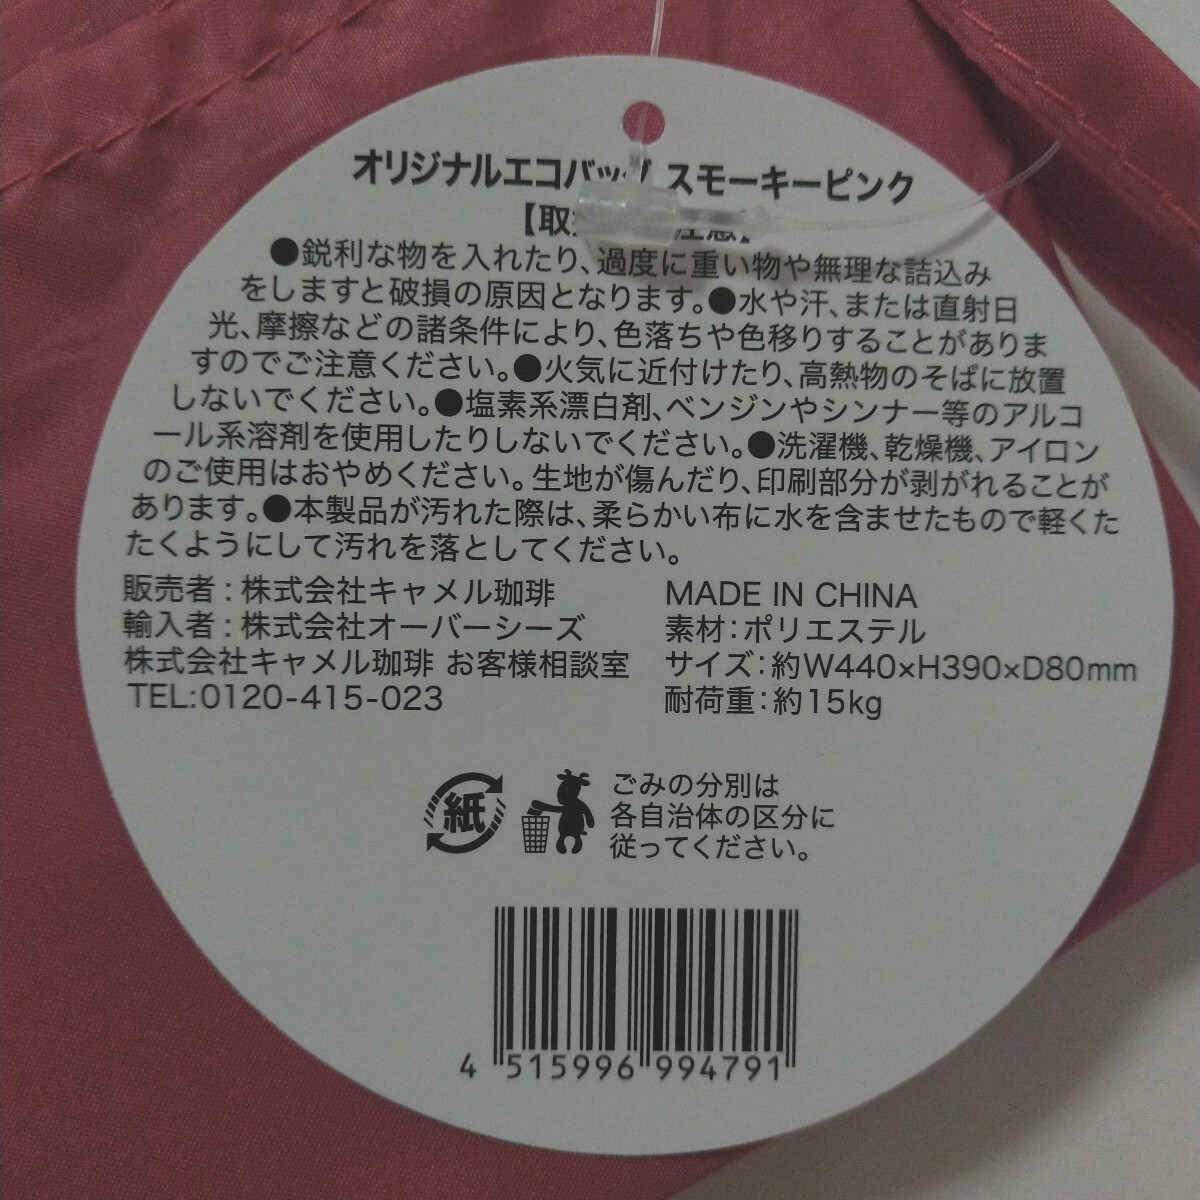 オリジナルエコバッグ スモーキーピンク
【取 注意】
●鋭利な物を入れたり、過度に重い物や無理な詰込み
をしますと破損の原因となります。●水や汗、または直射日
光、摩擦などの諸条件により、色落ちや色移りすることがありま
すのでご注意ください。●火気に近付けたり、高熱物のそばに放置
しないでください。●塩素系漂白剤、ベンジンやシンナー等のアルコ
ール系溶剤を使用したりしないでください。●洗濯機、乾燥機、アイロン
のご使用はおやめください。生地が傷んだり、印刷部分が剥がれることが
あります。●本製品が汚れた際は、柔らかい布に水を含ませたもので軽くた
たくようにして汚れを落としてください。
販売者：株式会社キャメル珈琲
輸入者：株式会社オーバーシーズ
株式会社キャメル珈琲 お客様相談室
TEL:0120-415-023
MADE IN CHINA
素材：ポリエステル
サイズ：約W440×H390×D80mm
耐荷重：約15kg
紙
ごみの分別は
各自治体の区分に
従ってください。
4 515996 994791